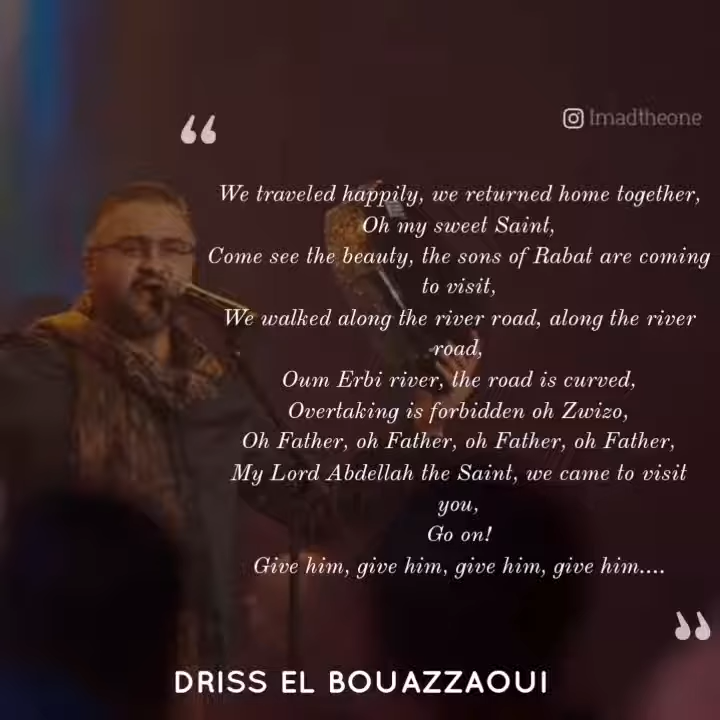 “
lmadtheone
We traveled happily, we returned home together,
Oh my sweet Saint,
Come see the beauty, the sons of Rabat are coming
to visit,
We walked along the river road, along the river
road,
Oum Erbi river, the road is curved,
Overtaking is forbidden oh Zwizo,
Oh Father, oh Father, oh Father, oh Father,
My Lord Abdellah the Saint, we came to visit
you,
Go on!
Give him, give him, give him, give him....
”
DRISS EL BOUAZZAOUI